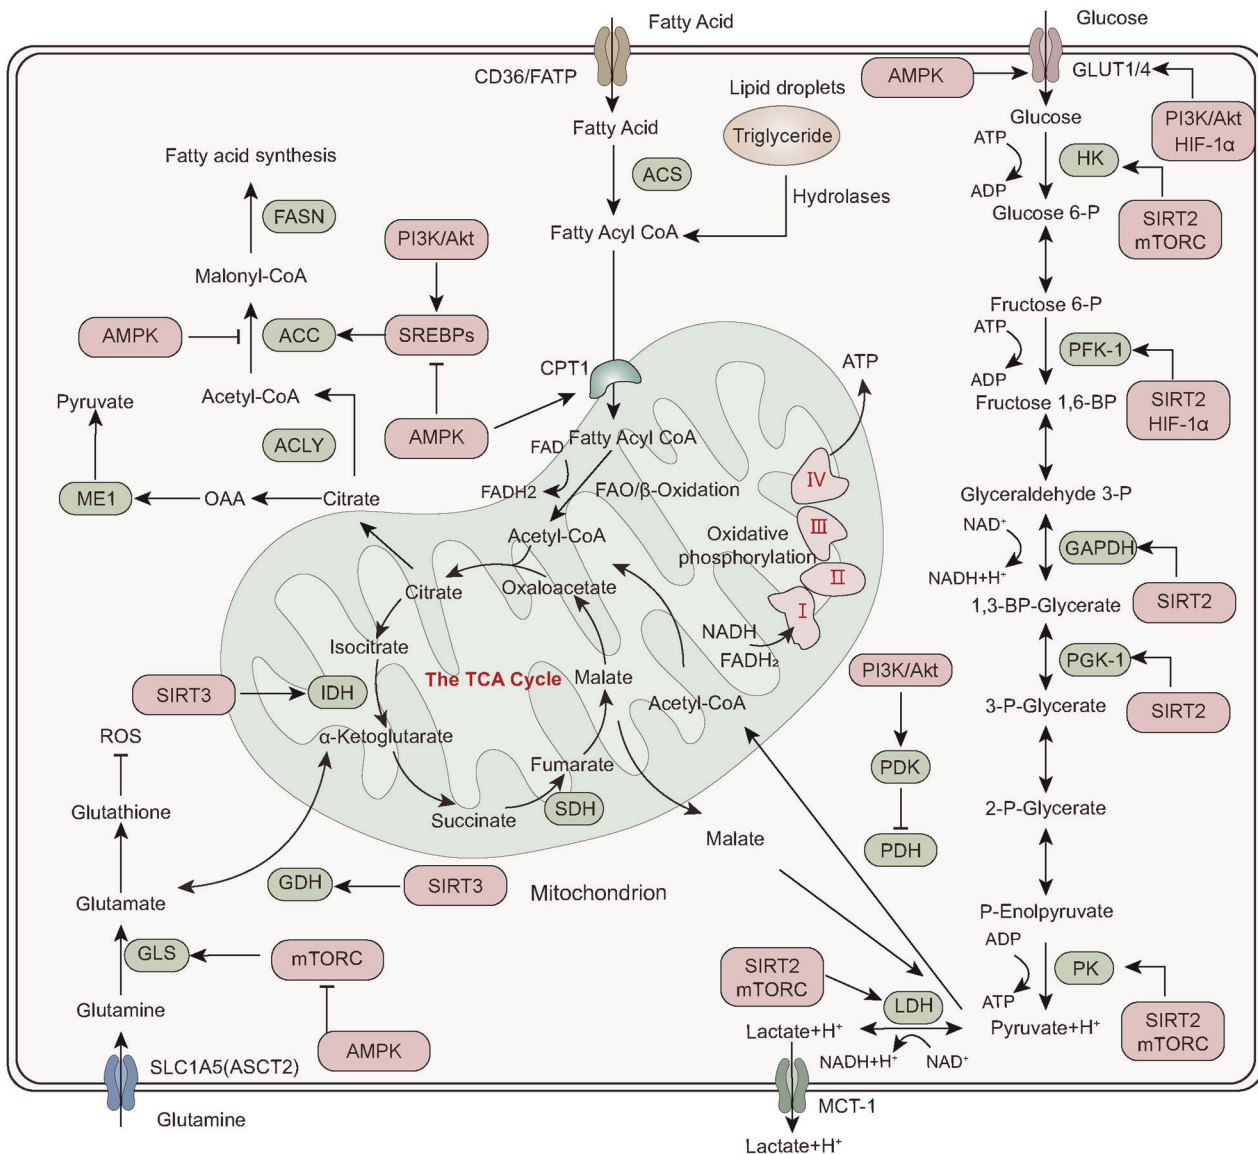 Fatty Acid
Glucose
CD36/FATP
AMPK
GLUT1/4
Lipid droplets
Fatty Acid
Triglyceride
Glucose
PI3K/Akt
HIF-1α
ATP
HK
ADP
Fatty acid synthesis
ACS
Hydrolases
Glucose 6-P
SIRT2
mTORC
FASN
PI3K/Akt
Fatty Acyl CoA
Malonyl-CoA
Fructose 6-P
AMPK
ACC
SREBPs
ATP
PFK-1
ADP
CPT1
ATP
Pyruvate
Acetyl-CoA
Fructose 1,6-BP
SIRT2
HIF-1α
ACLY
AMPK
FAD
Fatty Acyl CoA
ME1
OAA
Citrate
FADH2
FAO/β-Oxidation
IV
Glyceraldehyde 3-P
III
NAD⁺
GAPDH
Acetyl-CoA
Oxidative
phosphorylation
II
NADH+H⁺
Citrate
Oxaloacetate
I
1,3-BP-Glycerate
SIRT2
Isocitrate
NADH
FADH₂
SIRT3
IDH
The TCA Cycle
Malate
PI3K/Akt
PGK-1
Acetyl-CoA
3-P-Glycerate
SIRT2
ROS
α-Ketoglutarate
Fumarate
PDK
Glutathione
Succinate
SDH
2-P-Glycerate
Malate
PDH
GDH
SIRT3
Mitochondrion
Glutamate
P-Enolpyruvate
GLS
mTORC
ADP
PK
SIRT2
mTORC
LDH
ATP
Glutamine
Lactate+H⁺
Pyruvate+H⁺
SIRT2
mTORC
AMPK
NADH+H⁺
NAD⁺
SLC1A5(ASCT2)
MCT-1
Glutamine
Lactate+H⁺